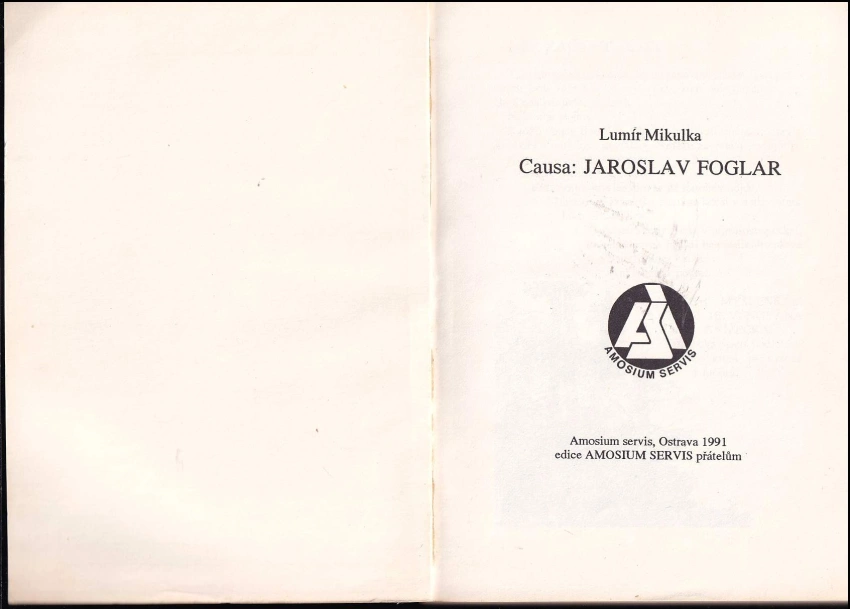 Lumír Mikulka
Causa: JAROSLAV FOGLAR
AMOSIUM SERVIS
Amosium servis, Ostrava 1991
edice AMOSIUM SERVIS přátelům